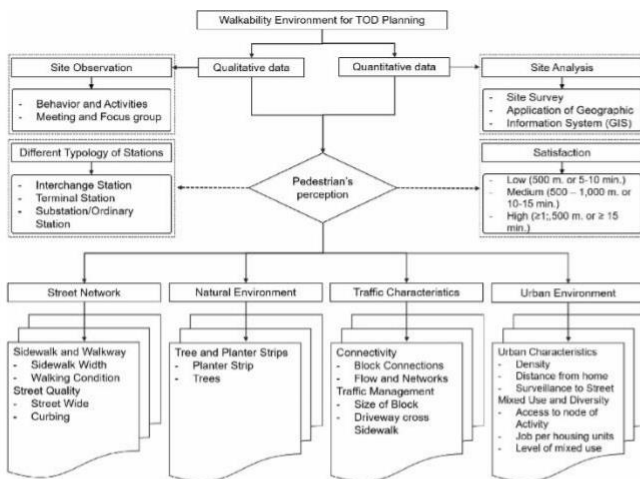 Walkability Environment for TOD Planning
Site Observation
Qualitative data
Quantitative data
Site Analysis
- Behavior and Activities
- Meeting and Focus group
- Site Survey
- Application of Geographic
- Information System (GIS)
Different Typology of Stations
Satisfaction
- Interchange Station
- Terminal Station
- Substation/Ordinary
Station
Pedestrian's
perception
- Low (500 m. or 5-10 min.)
- Medium (500 – 1,000 m. or
10-15 min.)
- High (≥1;,500 m. or ≥ 15
min.)
Street Network
Natural Environment
Traffic Characteristics
Urban Environment
Sidewalk and Walkway
- Sidewalk Width
- Walking Condition
Street Quality
- Street Wide
- Curbing
Tree and Planter Strips
- Planter Strip
- Trees
Connectivity
- Block Connections
- Flow and Networks
Traffic Management
- Size of Block
- Driveway cross
Sidewalk
Urban Characteristics
- Density
- Distance from home
- Surveillance to Street
Mixed Use and Diversity
- Access to node of
Activity
- Job per housing units
- Level of mixed use